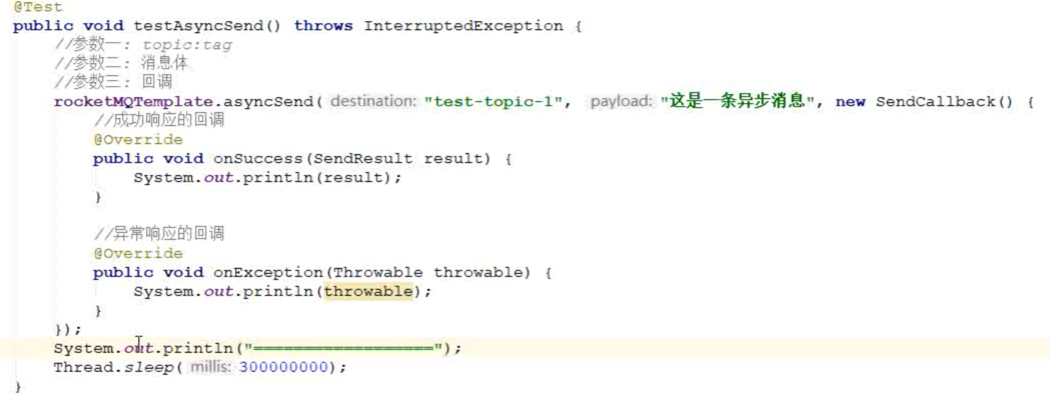 @Test
public void testAsyncSend() throws InterruptedException {
//参数一: topic:tag
//参数二: 消息体
//参数三: 回调
rocketMQTemplate.asyncSend( destination: "test-topic-1", payload: "这是一条异步消息", new SendCallback() {
//成功响应的回调
@Override
public void onSuccess(SendResult result) {
System.out.println(result);
}
//异常响应的回调
@Override
public void onException(Throwable throwable) {
System.out.println(throwable);
}
});
System.out.println("==================");
Thread.sleep( millis: 300000000);
}